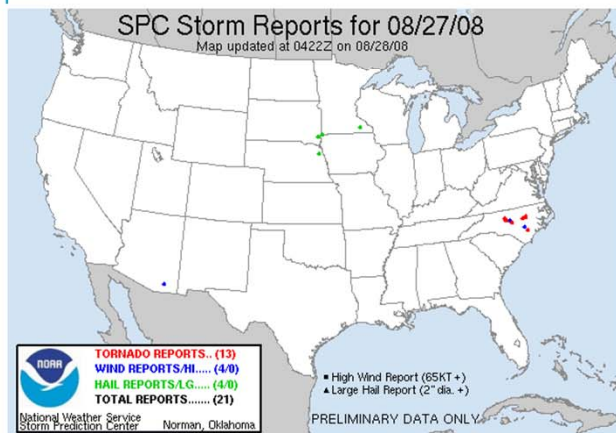 SPC Storm Reports for 08/27/08
Map updated at 0422Z on 08/28/08
NOAA
TORNADO REPORTS.. (13)
WIND REPORTS/HI..... (4/0)
HAIL REPORTS/LG..... (4/0)
TOTAL REPORTS....... (21)
National Weather Service
Storm Prediction Center Norman, Oklahoma
High Wind Report (65KT +)
Large Hail Report (2" dia. +)
PRELIMINARY DATA ONLY